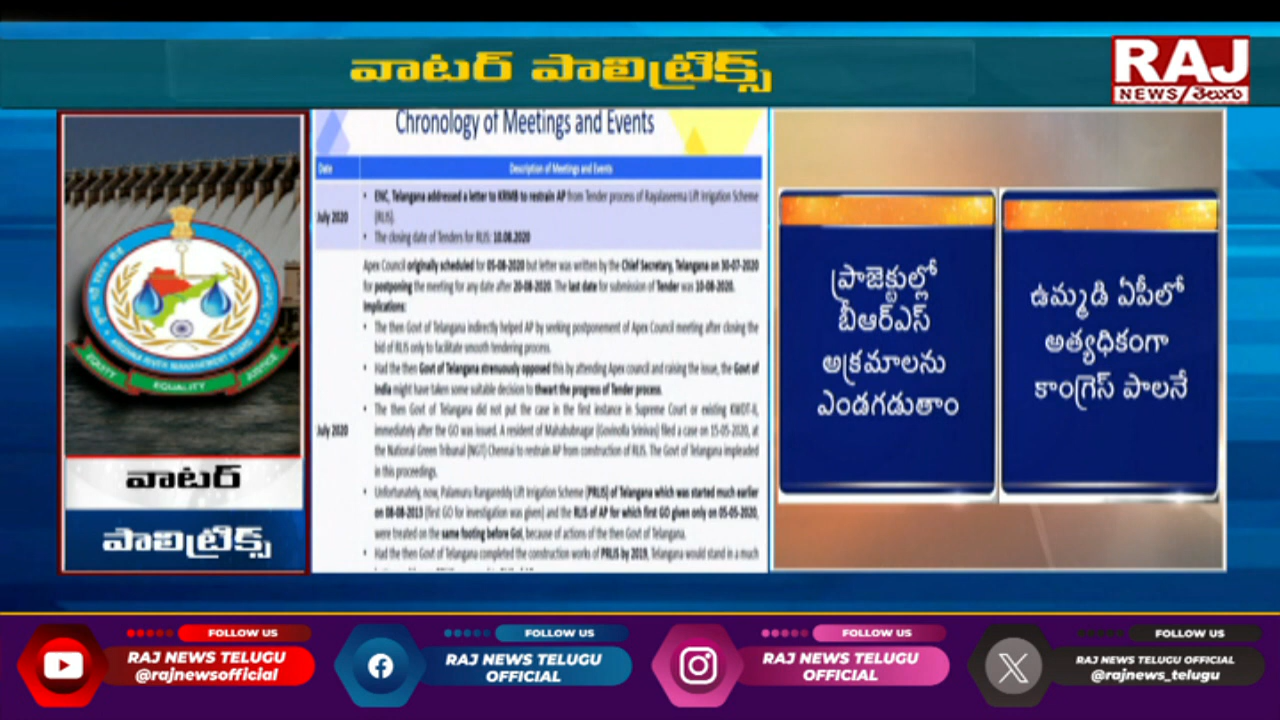 వాటర్ పాలిట్రిక్స్
RAJ
NEWS తెలుగు
EQUITY
EQUALITY
JUSTICE
వాటర్
పాలిట్రిక్స్
Chronology of Meetings and Events
Date
Description of Meetings and Events
July 2020
• ENC, Telangana addressed a letter to KRMB to restrain AP from Tender process of Rayalaseema Lift Irrigation Scheme
(RLIS).
• The closing date of Tenders for RLIS: 10.08.2020
July 2020
Apex Council originally scheduled for 05-08-2020 but letter was written by the Chief Secretary, Telangana on 30-07-2020
for postponing the meeting for any date after 20-08-2020. The last date for submission of Tender was 10-08-2020.
Implications:
• The then Govt of Telangana indirectly helped AP by seeking postponement of Apex Council meeting after closing the
bid of RLIS only to facilitate smooth tendering process.
• Had the then Govt of Telangana strenuously opposed this by attending Apex council and raising the issue, the Govt of
India might have taken some suitable decision to thwart the progress of Tender process.
• The then Govt of Telangana did not put the case in the first instance in Supreme Court or existing KWDT-II,
immediately after the GO was issued. A resident of Mahabubnagar (Govinolla Srinivas) filed a case on 15-05-2020, at
the National Green Tribunal (NGT) Chennai to restrain AP from construction of RLIS. The Govt of Telangana impleaded
in this proceedings.
• Unfortunately, now, Palamuru Rangareddy Lift Irrigation Scheme (PRLIS) of Telangana which was started much earlier
on 08-08-2013 (first GO for investigation was given) and the RLIS of AP for which first GO given only on 05-05-2020,
were treated on the same footing before GoI, because of actions of the then Govt of Telangana.
• Had the then Govt of Telangana completed the construction works of PRLIS by 2019, Telangana would stand in a much
ప్రాజెక్టుల్లో
బీఆర్ఎస్
అక్రమాలను
ఎండగడుతాం
ఉమ్మడి ఏపీలో
అత్యధికంగా
కాంగ్రెస్ పాలనే
FOLLOW US
RAJ NEWS TELUGU
@rajnewsofficial
FOLLOW US
RAJ NEWS TELUGU
OFFICIAL
FOLLOW US
RAJ NEWS TELUGU
OFFICIAL
FOLLOW US
RAJ NEWS TELUGU OFFICIAL
@rajnews_telugu